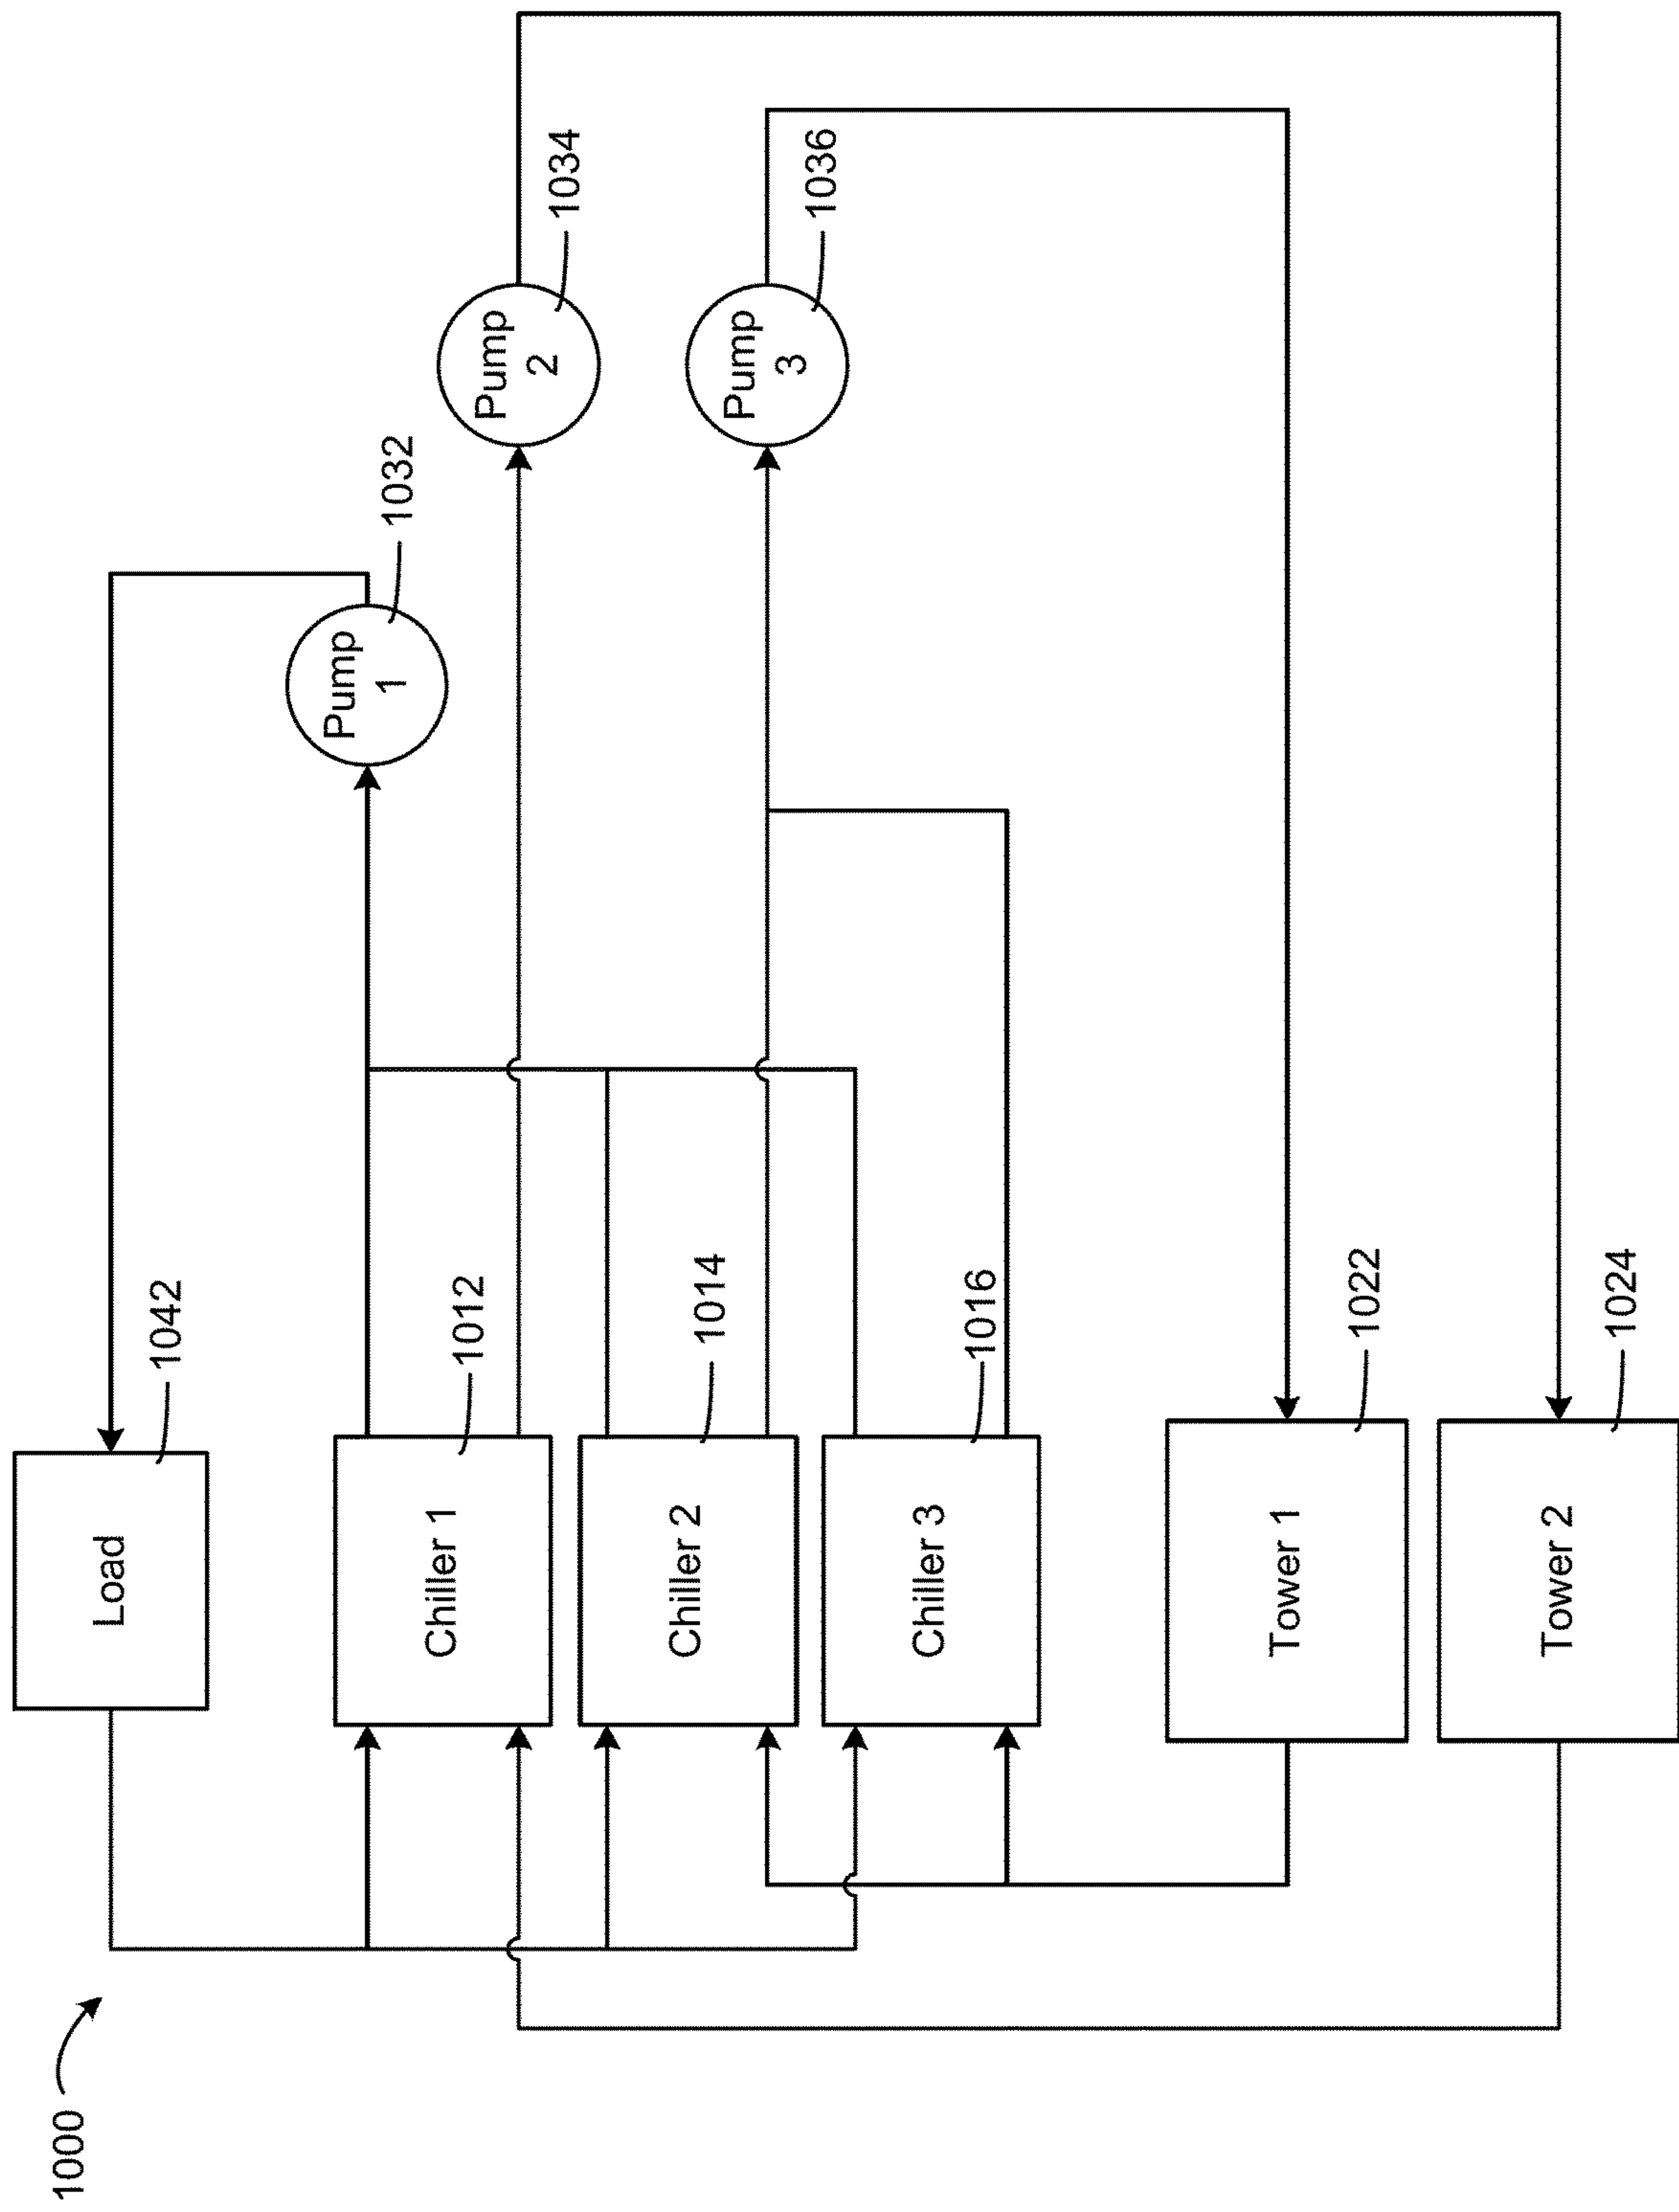 1000
Load
1042
Chiller 1
1012
Chiller 2
1014
Chiller 3
1016
Tower 1
1022
Tower 2
1024
Pump
1
1032
Pump
2
1034
Pump
3
1036